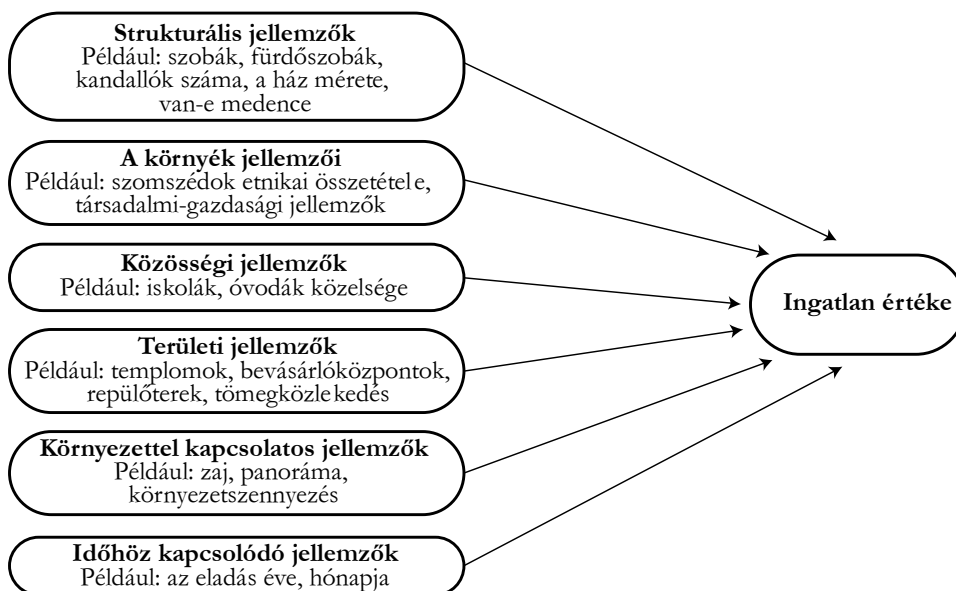 Strukturális jellemzők
Például: szobák, fürdőszobák,
kandallók száma, a ház mérete,
van-e medence
A környék jellemzői
Például: szomszédok etnikai összetétele,
társadalmi-gazdasági jellemzők
Közösségi jellemzők
Például: iskolák, óvodák közelsége
Területi jellemzők
Például: templomok, bevásárlóközpontok,
repülőterek, tömegközlekedés
Környezettel kapcsolatos jellemzők
Például: zaj, panoráma,
környezetszennyezés
Időhöz kapcsolódó jellemzők
Például: az eladás éve, hónapja
Ingatlan értéke